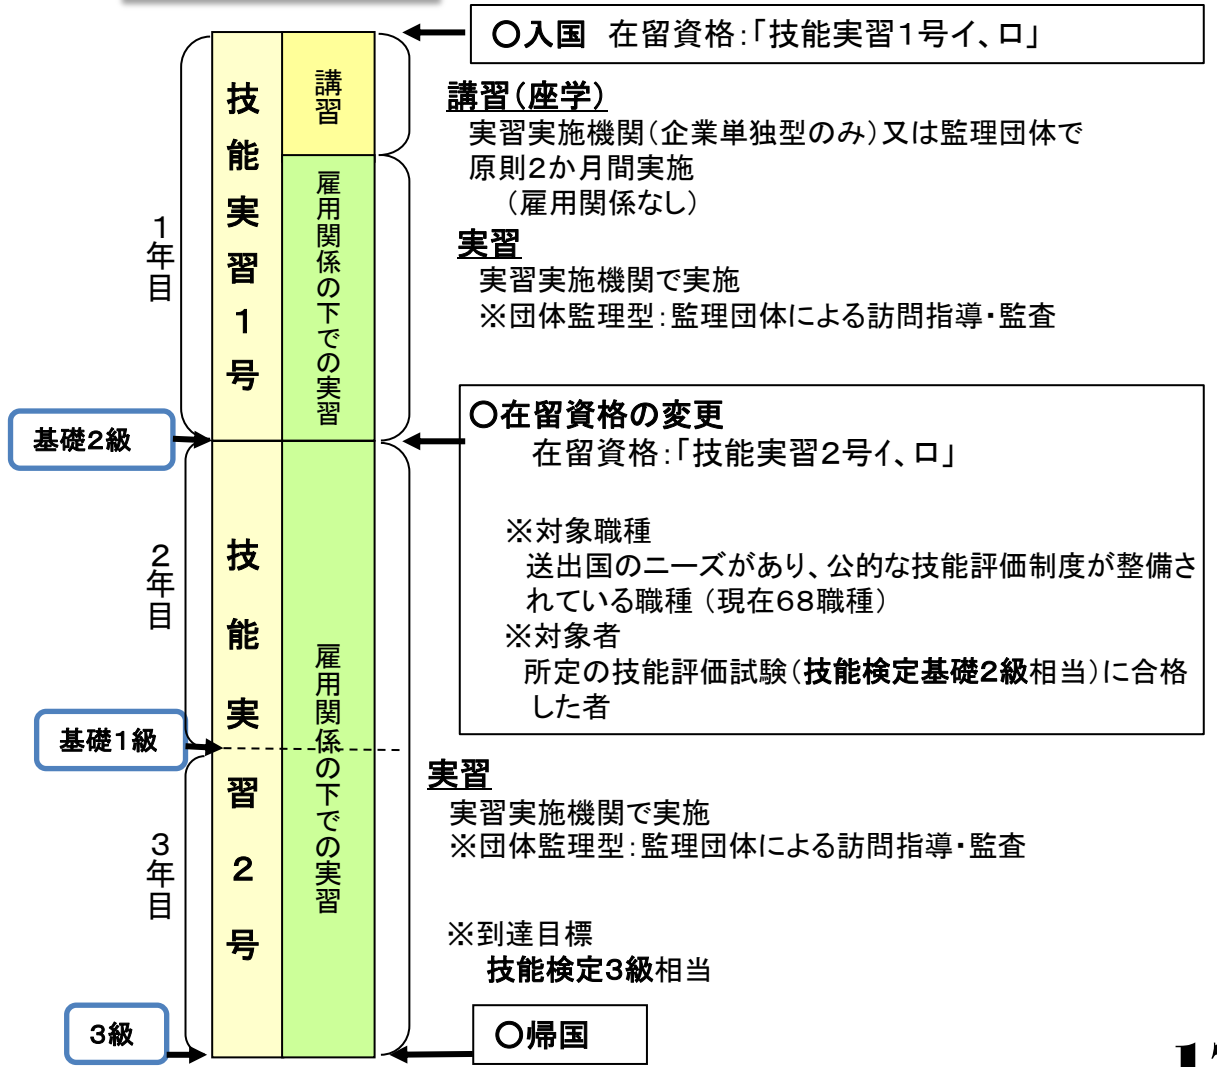 ○入国 在留資格:「技能実習1号イ、ロ」
技能実習1号
講習
講習(座学)
実習実施機関(企業単独型のみ)又は監理団体で
原則2か月間実施
(雇用関係なし)
1年目
雇用関係の下での実習
実習
実習実施機関で実施
※団体監理型:監理団体による訪問指導・監査
基礎2級
○在留資格の変更
在留資格:「技能実習2号イ、ロ」
※対象職種
送出国のニーズがあり、公的な技能評価制度が整備さ
れている職種(現在68職種)
※対象者
所定の技能評価試験(技能検定基礎2級相当)に合格
した者
2年目
技能実習2号
雇用関係の下での実習
基礎1級
実習
実習実施機関で実施
※団体監理型:監理団体による訪問指導・監査
3年目
※到達目標
技能検定3級相当
3級
○帰国